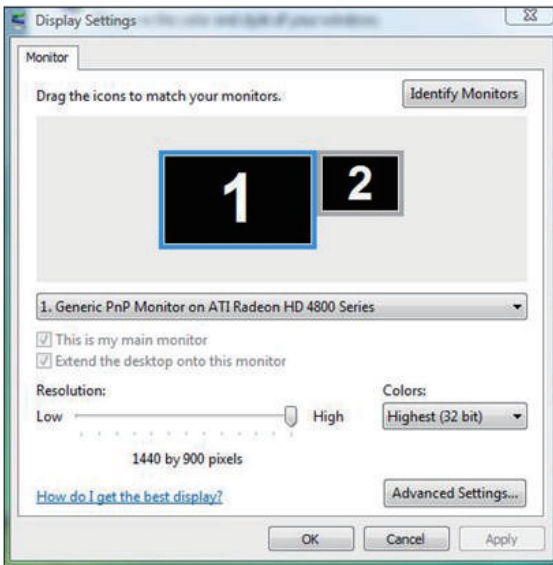 Display Settings
Monitor
Drag the icons to match your monitors.
Identify Monitors
1
2
1. Generic PnP Monitor on ATI Radeon HD 4800 Series
This is my main monitor
Extend the desktop onto this monitor
Resolution:
Colors:
Low
High
Highest (32 bit)
1440 by 900 pixels
How do I get the best display?
Advanced Settings...
OK
Cancel
Apply